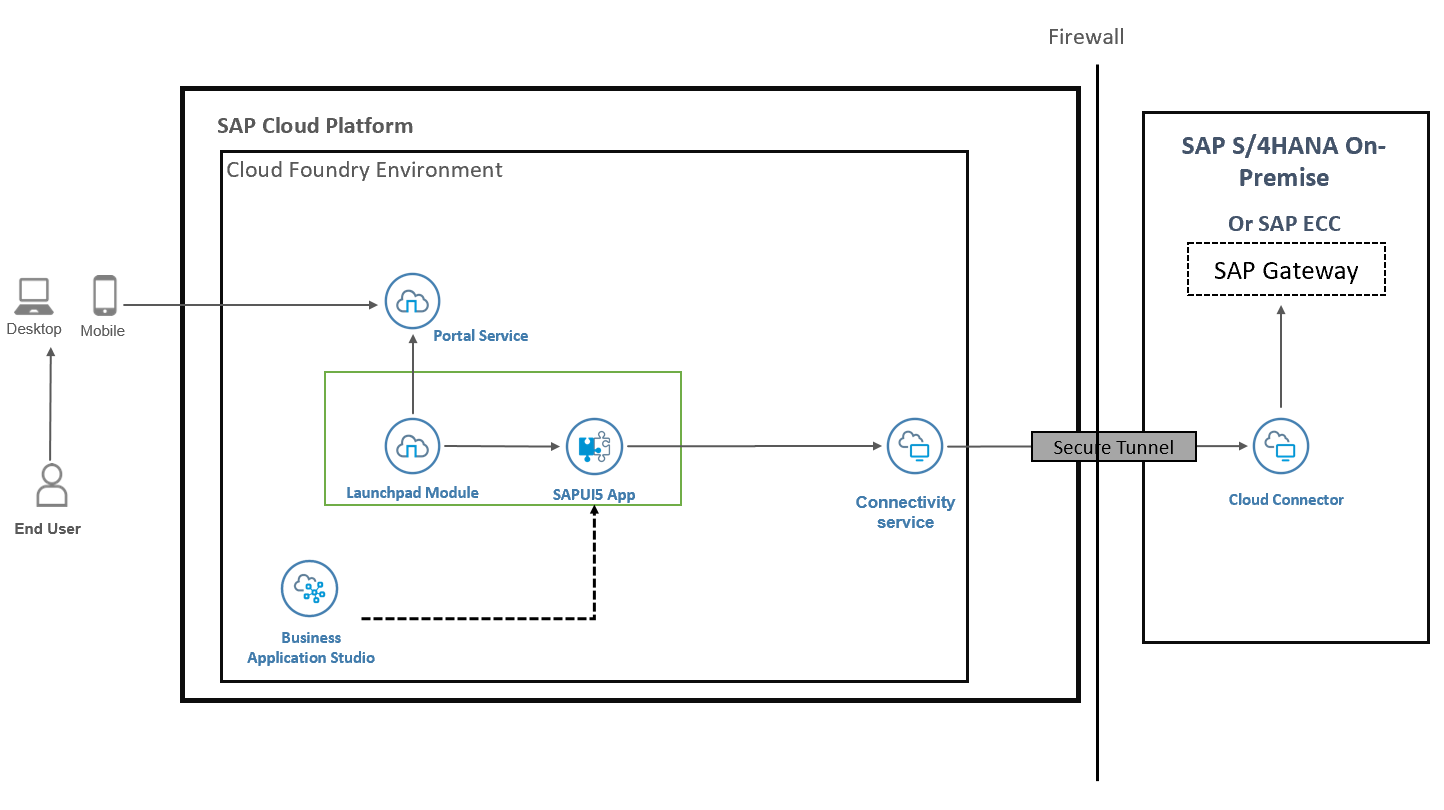 Firewall
SAP Cloud Platform
Cloud Foundry Environment
SAP S/4HANA On-
Premise
Or SAP ECC
SAP Gateway
Desktop
Mobile
Portal Service
Secure Tunnel
Launchpad Module
SAPUI5 App
Connectivity
service
Cloud Connector
End User
Business
Application Studio